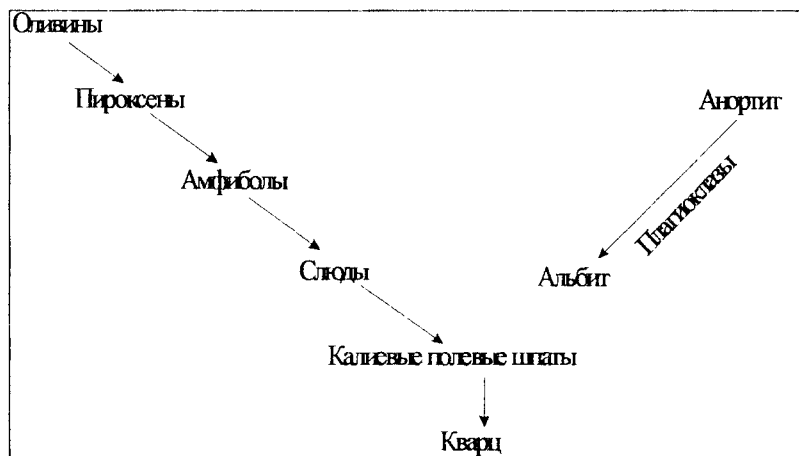 Оливины
Пироксены
Анортит
Амфиболы
Плагиоклазы
Слюды
Альбит
Калиевые полевые шпаты
Кварц